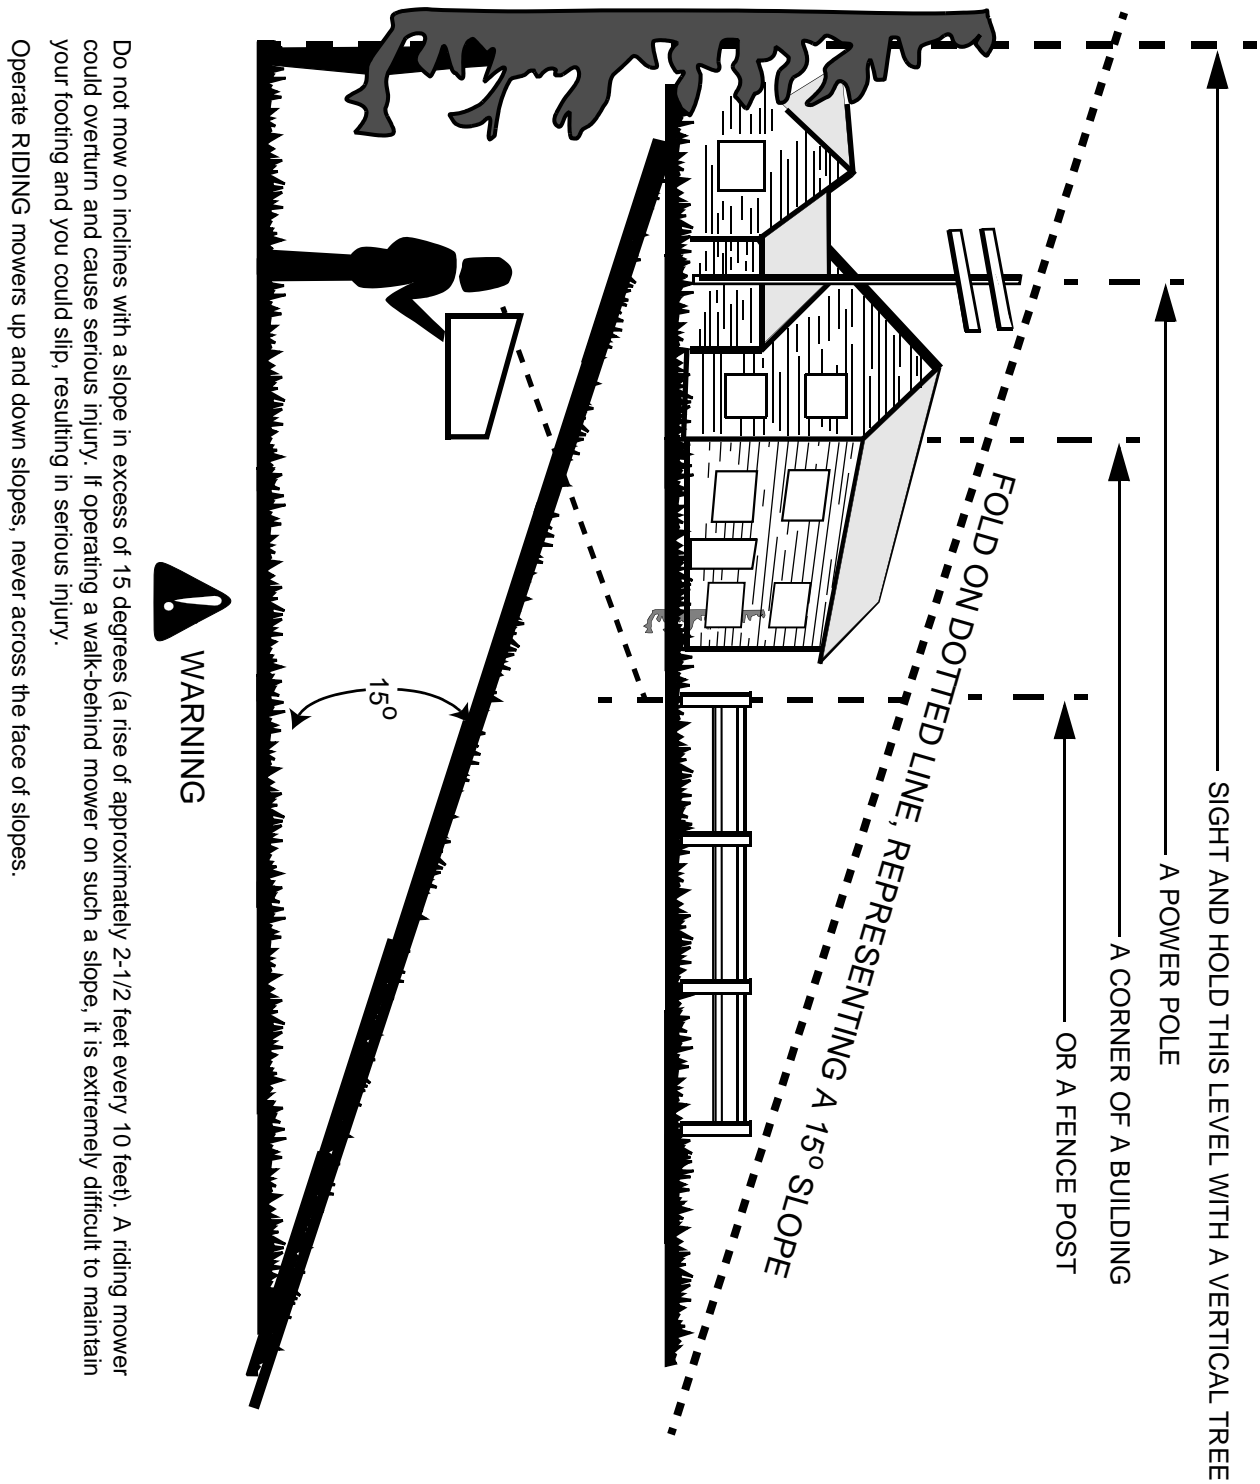 SIGHT AND HOLD THIS LEVEL WITH A VERTICAL TREE
A POWER POLE
A CORNER OF A BUILDING
OR A FENCE POST
FOLD ON DOTTED LINE, REPRESENTING A 15° SLOPE
15°
WARNING
Do not mow on inclines with a slope in excess of 15 degrees (a rise of approximately 2-1/2 feet every 10 feet). A riding mower
could overturn and cause serious injury. If operating a walk-behind mower on such a slope, it is extremely difficult to maintain
your footing and you could slip, resulting in serious injury.
Operate RIDING mowers up and down slopes, never across the face of slopes.